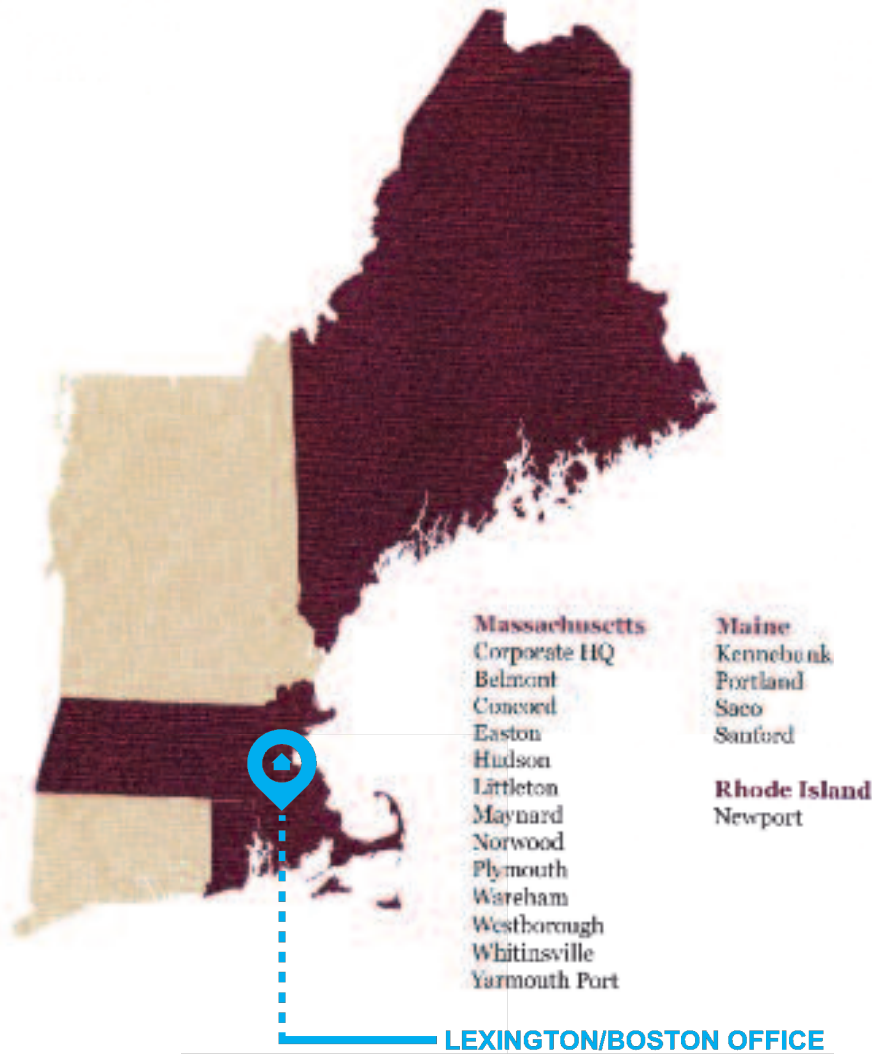 Massachusetts
Corporate HQ
Belmont
Concord
Easton
Hudson
Littleton
Maynard
Norwood
Plymouth
Wareham
Westborough
Whitinsville
Yarmouth Port
Maine
Kennebunk
Portland
Saco
Sanford
Rhode Island
Newport
LEXINGTON/BOSTON OFFICE